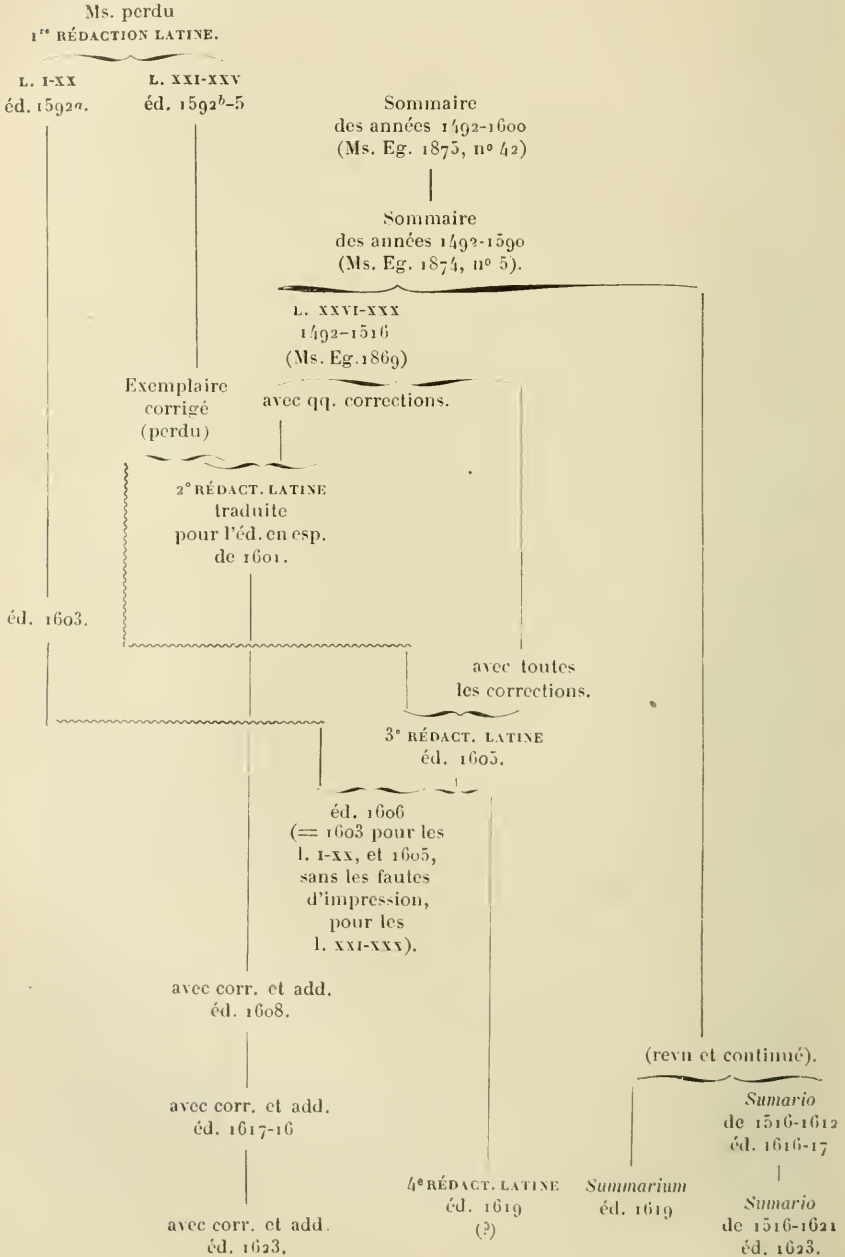 Ms. perdu
1re RÉDACTION LATINE.
L. I-XX
éd. 1592a.
L. XXI-XXV
éd. 1592b-5
Sommaire
des années 1492-1600
(Ms. Eg. 1875, no 42)
Sommaire
des années 1492-1590
(Ms. Eg. 1874, no 5).
L. XXVI-XXX
1492-1516
(Ms. Eg. 1869)
Exemplaire
corrigé
(perdu)
avec qq. corrections.
2e RÉDACT. LATINE
traduite
pour l'éd. en esp.
de 1601.
éd. 1603.
avec toutes
les corrections.
3e RÉDACT. LATINE
éd. 1605.
éd. 1606
(= 1603 pour les
l. I-XX, et 1605,
sans les fautes
d'impression,
pour les
l. XXI-XXX).
avec corr. et add.
éd. 1608.
(revu et continué).
avec corr. et add.
éd. 1617-16
Sumario
de 1516-1612
éd. 1616-17
4e RÉDACT. LATINE
éd. 1619
(?)
Summarium
éd. 1619
Sumario
de 1516-1621
éd. 1623.
avec corr. et add.
éd. 1623.